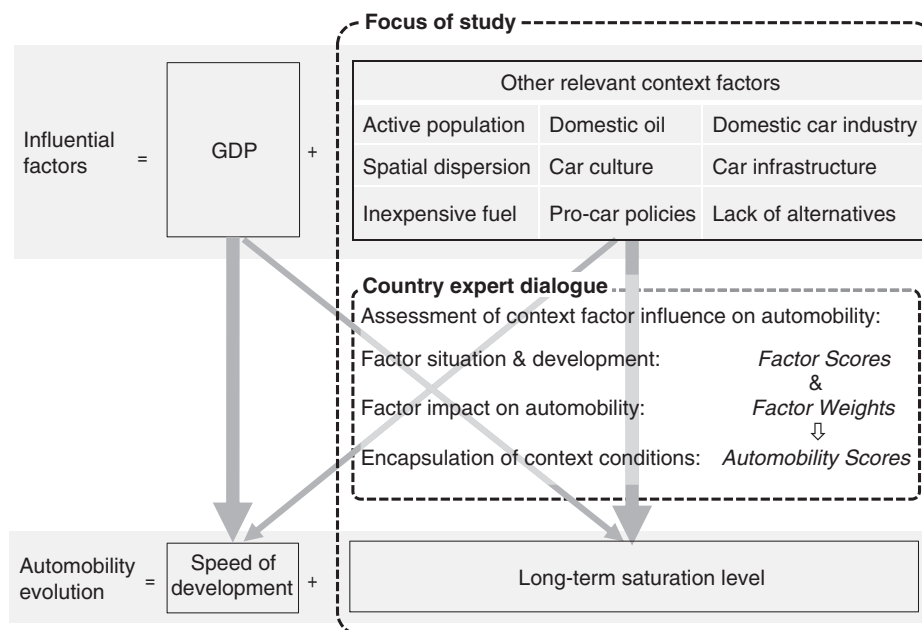 Focus of study
Other relevant context factors
Influential
factors
=
GDP
+
Active population
Domestic oil
Domestic car industry
Spatial dispersion
Car culture
Car infrastructure
Inexpensive fuel
Pro-car policies
Lack of alternatives
Country expert dialogue
Assessment of context factor influence on automobility:
Factor situation & development: Factor Scores
&
Factor impact on automobility: Factor Weights
⇩
Encapsulation of context conditions: Automobility Scores
Automobility
evolution
=
Speed of
development
+
Long-term saturation level